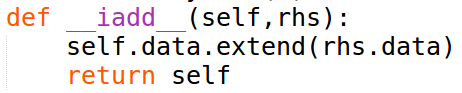 def __iadd__(self,rhs):
    self.data.extend(rhs.data)
    return self